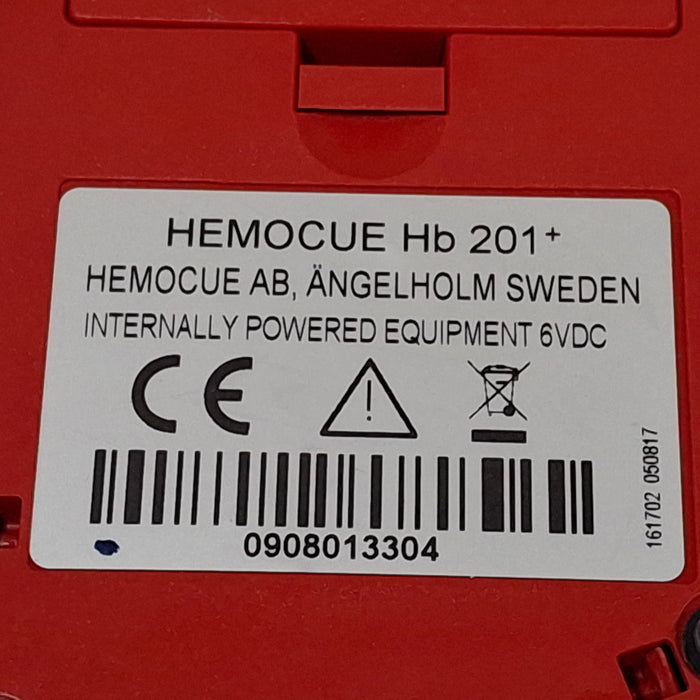 HEMOCUE Hb 201+
HEMOCUE AB, ÄNGELHOLM SWEDEN
INTERNALLY POWERED EQUIPMENT 6VDC
CE
!
0908013304
161702 050817